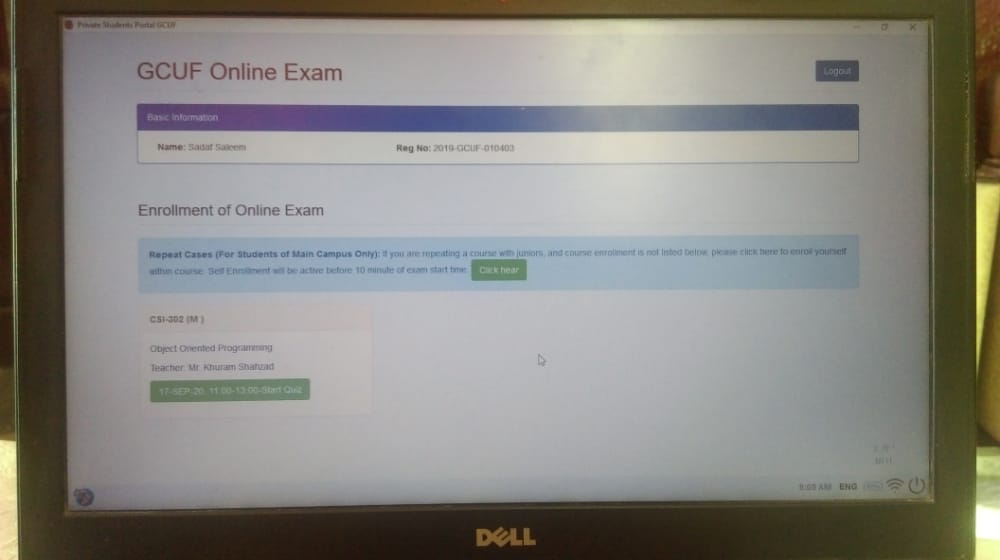 Private Students Portal GCUF
GCUF Online Exam
Logout
Basic Information
Name: Sadaf Saleem
Reg No: 2019-GCUF-010403
Enrollment of Online Exam
Repeat Cases (For Students of Main Campus Only): If you are repeating a course with juniors, and course enrollment is not listed below, please click here to enroll yourself
within course. Self Enrollment will be active before 10 minute of exam start time.
Click hear
CSI-302 (M )
Object Oriented Programming
Teacher: Mr. Khuram Shahzad
17-SEP-20, 11:00-13:00-Start Quiz
9:05 AM ENG
DELL